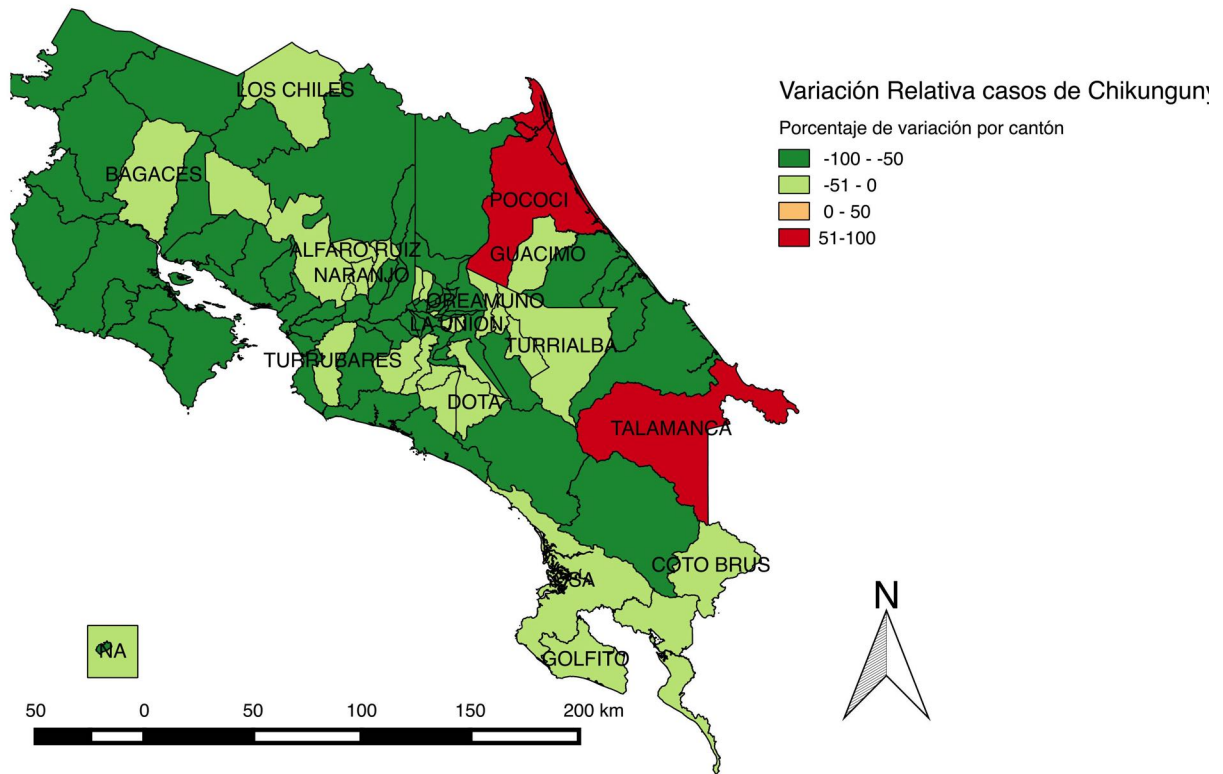 Variación Relativa casos de Chikunguny
Porcentaje de variación por cantón
-100 - -50
-51 - 0
0 - 50
51-100
LOS CHILES
BAGACES
POCOCI
ALFARO RUIZ
GUACIMO
NARANJO
OREAMUNO
LA UNION
TURRIALBA
TURRUBARES
DOTA
TALAMANCA
COTO BRUS
GOLFITO
NA
N
50 0 50 100 150 200 km